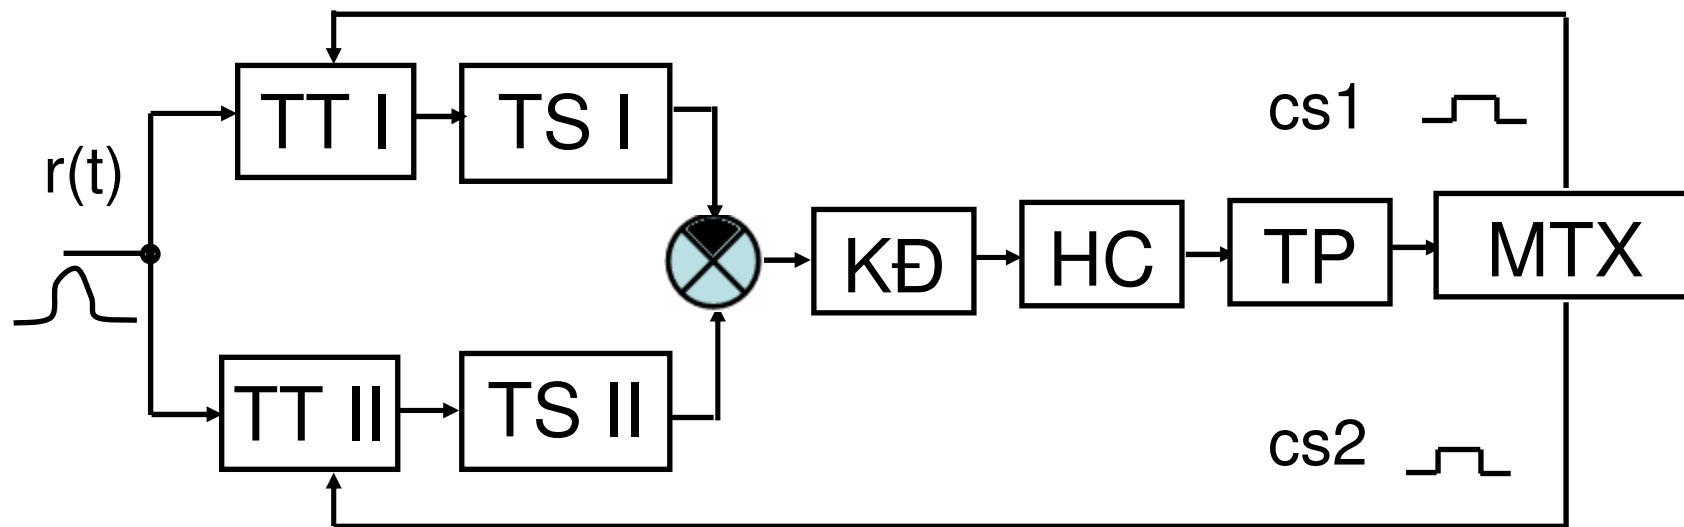 TT I
TS I
cs1
r(t)
KĐ
HC
TP
MTX
TT II
TS II
cs2